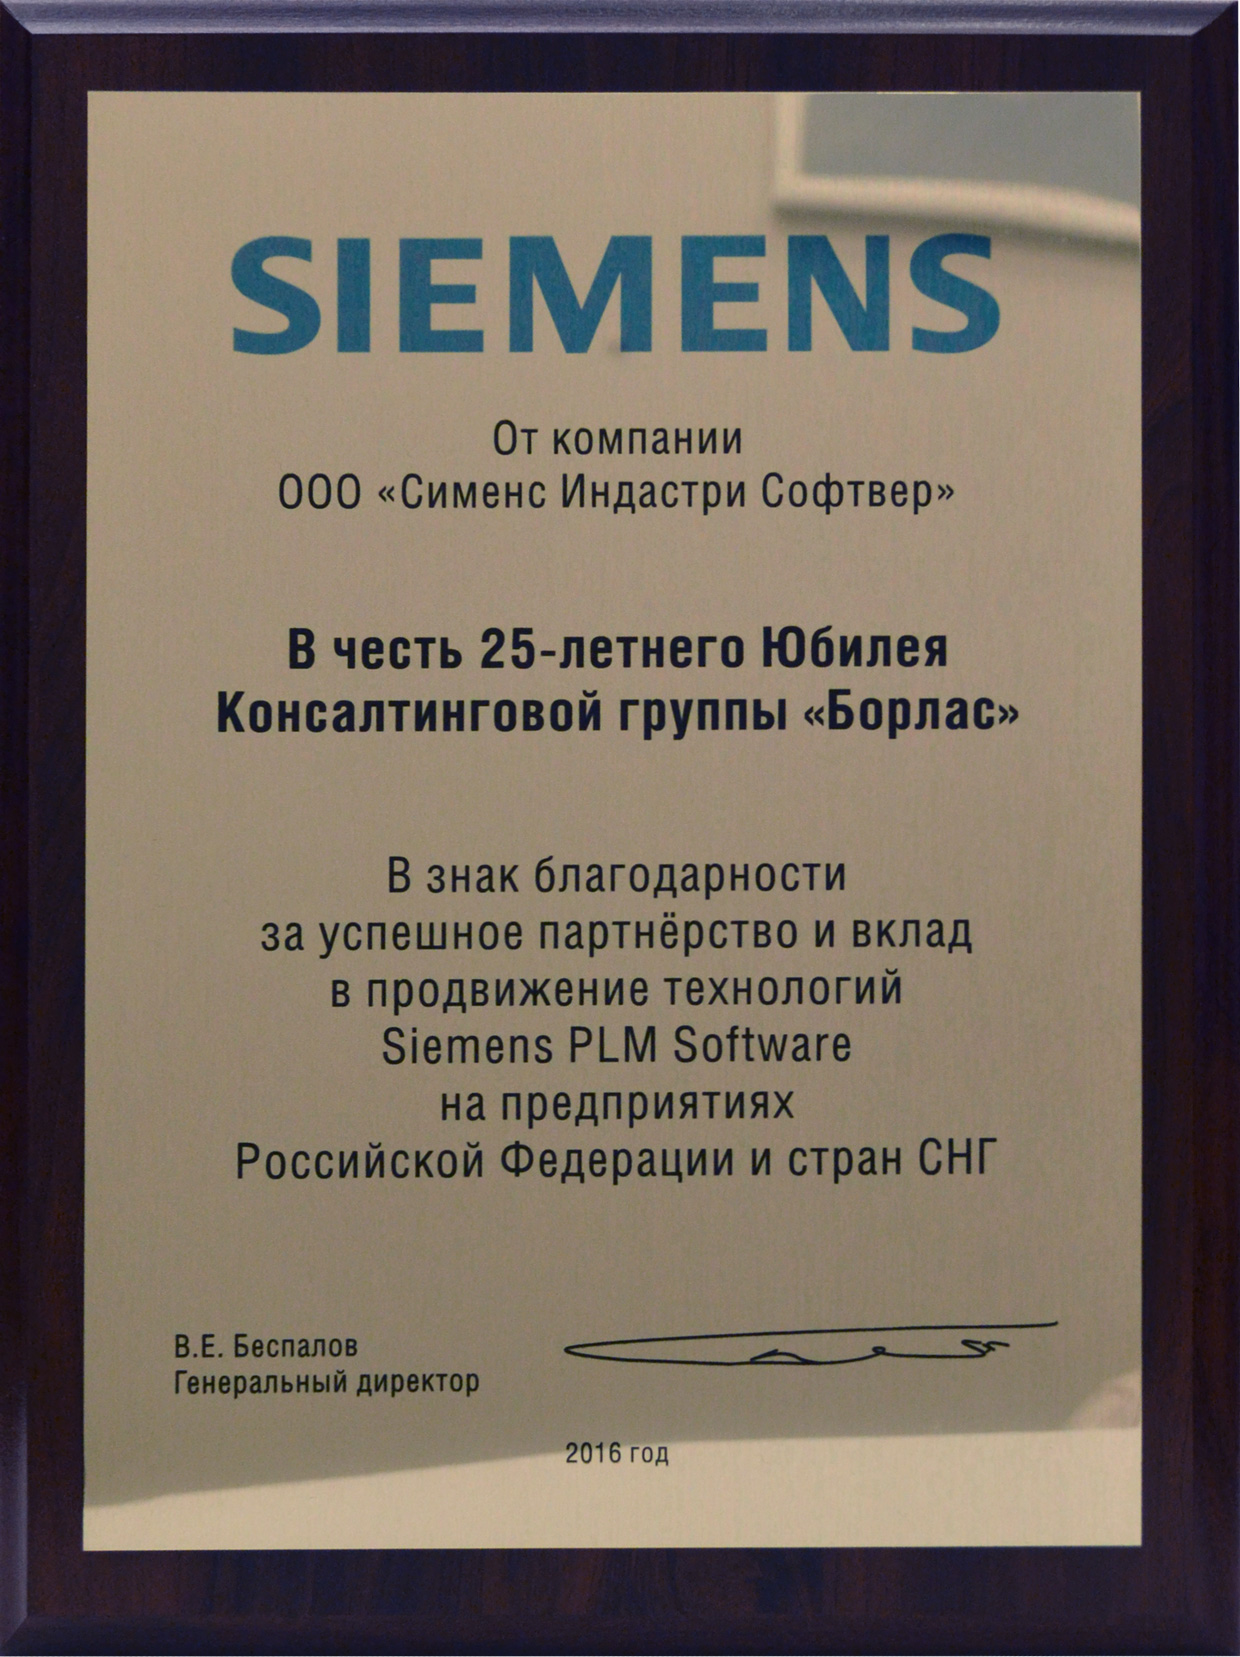 SIEMENS
От компании
ООО «Сименс Индастри Софтвер»
В честь 25-летнего Юбилея
Консалтинговой группы «Борлас»
В знак благодарности
за успешное партнёрство и вклад
в продвижение технологий
Siemens PLM Software
на предприятиях
Российской Федерации и стран СНГ
В.Е. Беспалов
Генеральный директор
2016 год